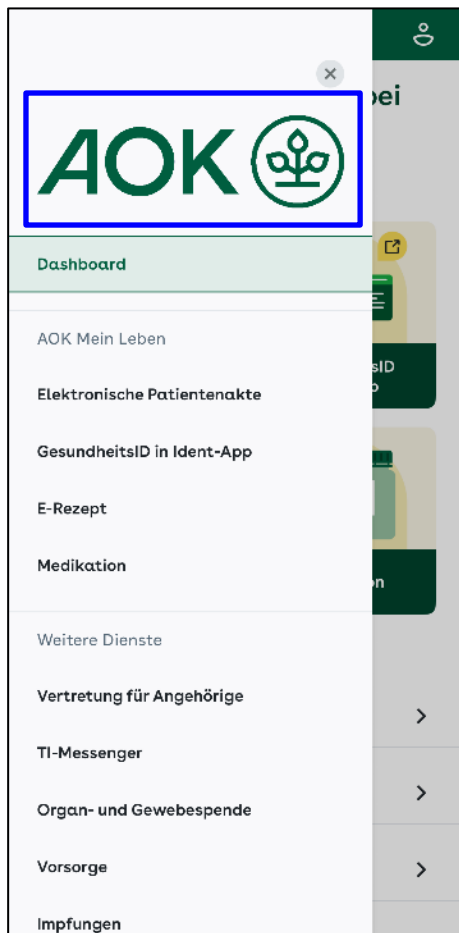 AOK
Dashboard
AOK Mein Leben
Elektronische Patientenakte
GesundheitsID in Ident-App
E-Rezept
Medikation
Weitere Dienste
Vertretung für Angehörige
TI-Messenger
Organ- und Gewebespende
Vorsorge
Impfungen